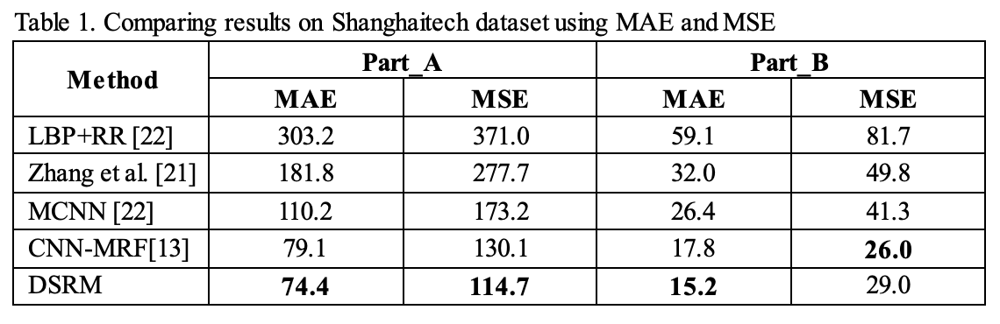 Table 1. Comparing results on Shanghaitech dataset using MAE and MSE
Method Part_A Part_B
MAE MSE MAE MSE
LBP+RR [22] 303.2 371.0 59.1 81.7
Zhang et al. [21] 181.8 277.7 32.0 49.8
MCNN [22] 110.2 173.2 26.4 41.3
CNN-MRF[13] 79.1 130.1 17.8 26.0
DSRM 74.4 114.7 15.2 29.0